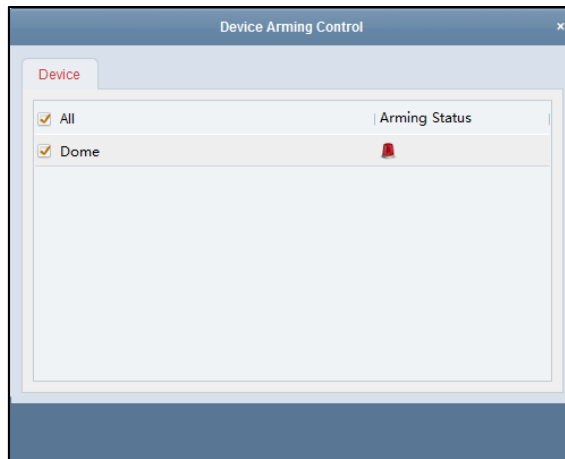 Device Arming Control
Device
All Arming Status
Dome